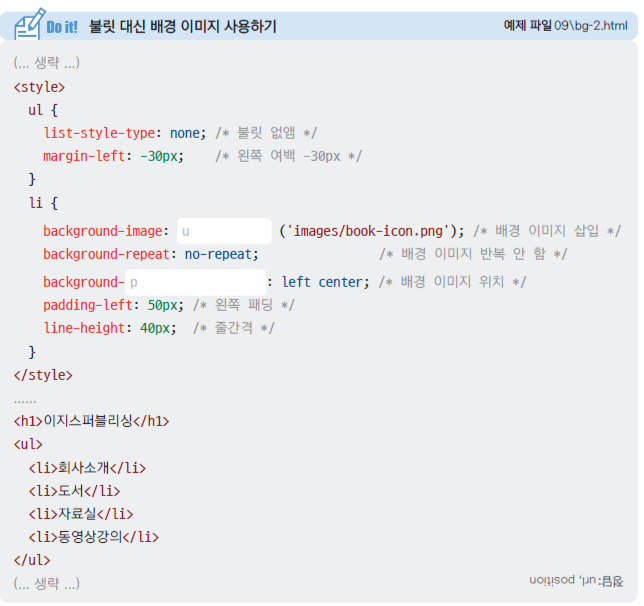 Do it! 불릿 대신 배경 이미지 사용하기 예제 파일 09\bg-2.html
(... 생략 ...)
<style>
ul {
list-style-type: none; /* 불릿 없앰 */
margin-left: -30px; /* 왼쪽 여백 -30px */
}
li {
background-image: u ('images/book-icon.png'); /* 배경 이미지 삽입 */
background-repeat: no-repeat; /* 배경 이미지 반복 안 함 */
background-p : left center; /* 배경 이미지 위치 */
padding-left: 50px; /* 왼쪽 패딩 */
line-height: 40px; /* 줄간격 */
}
</style>
......
<h1>이지스퍼블리싱</h1>
<ul>
<li>회사소개</li>
<li>도서</li>
<li>자료실</li>
<li>동영상강의</li>
</ul>
(... 생략 ...)
정답: url, position